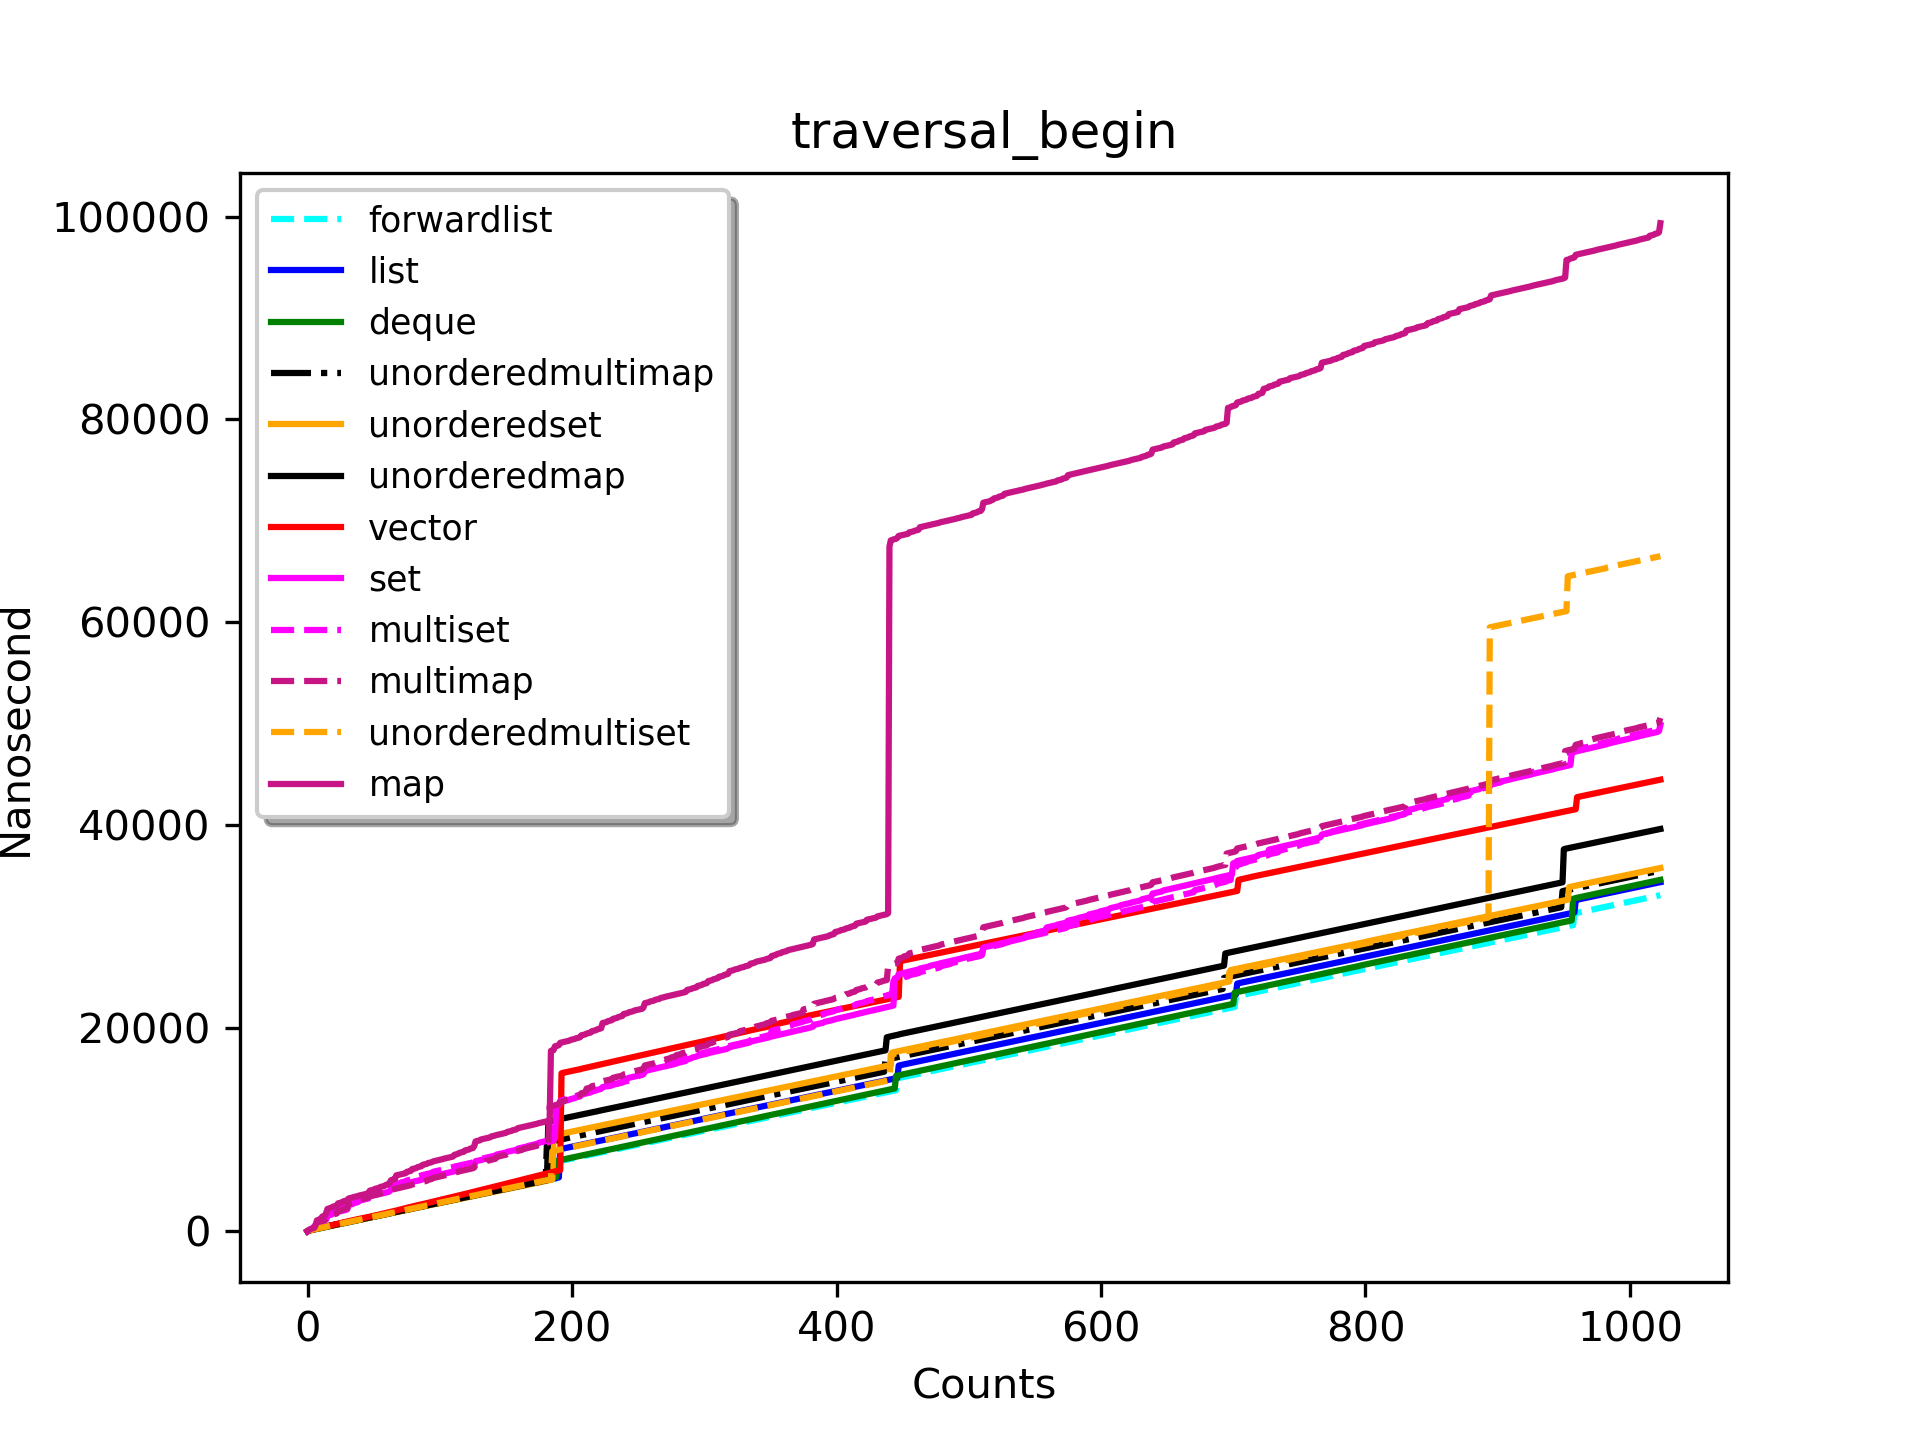 traversal_begin
100000
80000
60000
40000
20000
0
Nanosecond
forwardlist
list
deque
unorderedmultimap
unorderedset
unorderedmap
vector
set
multiset
multimap
unorderedmultiset
map
0 200 400 600 800 1000
Counts